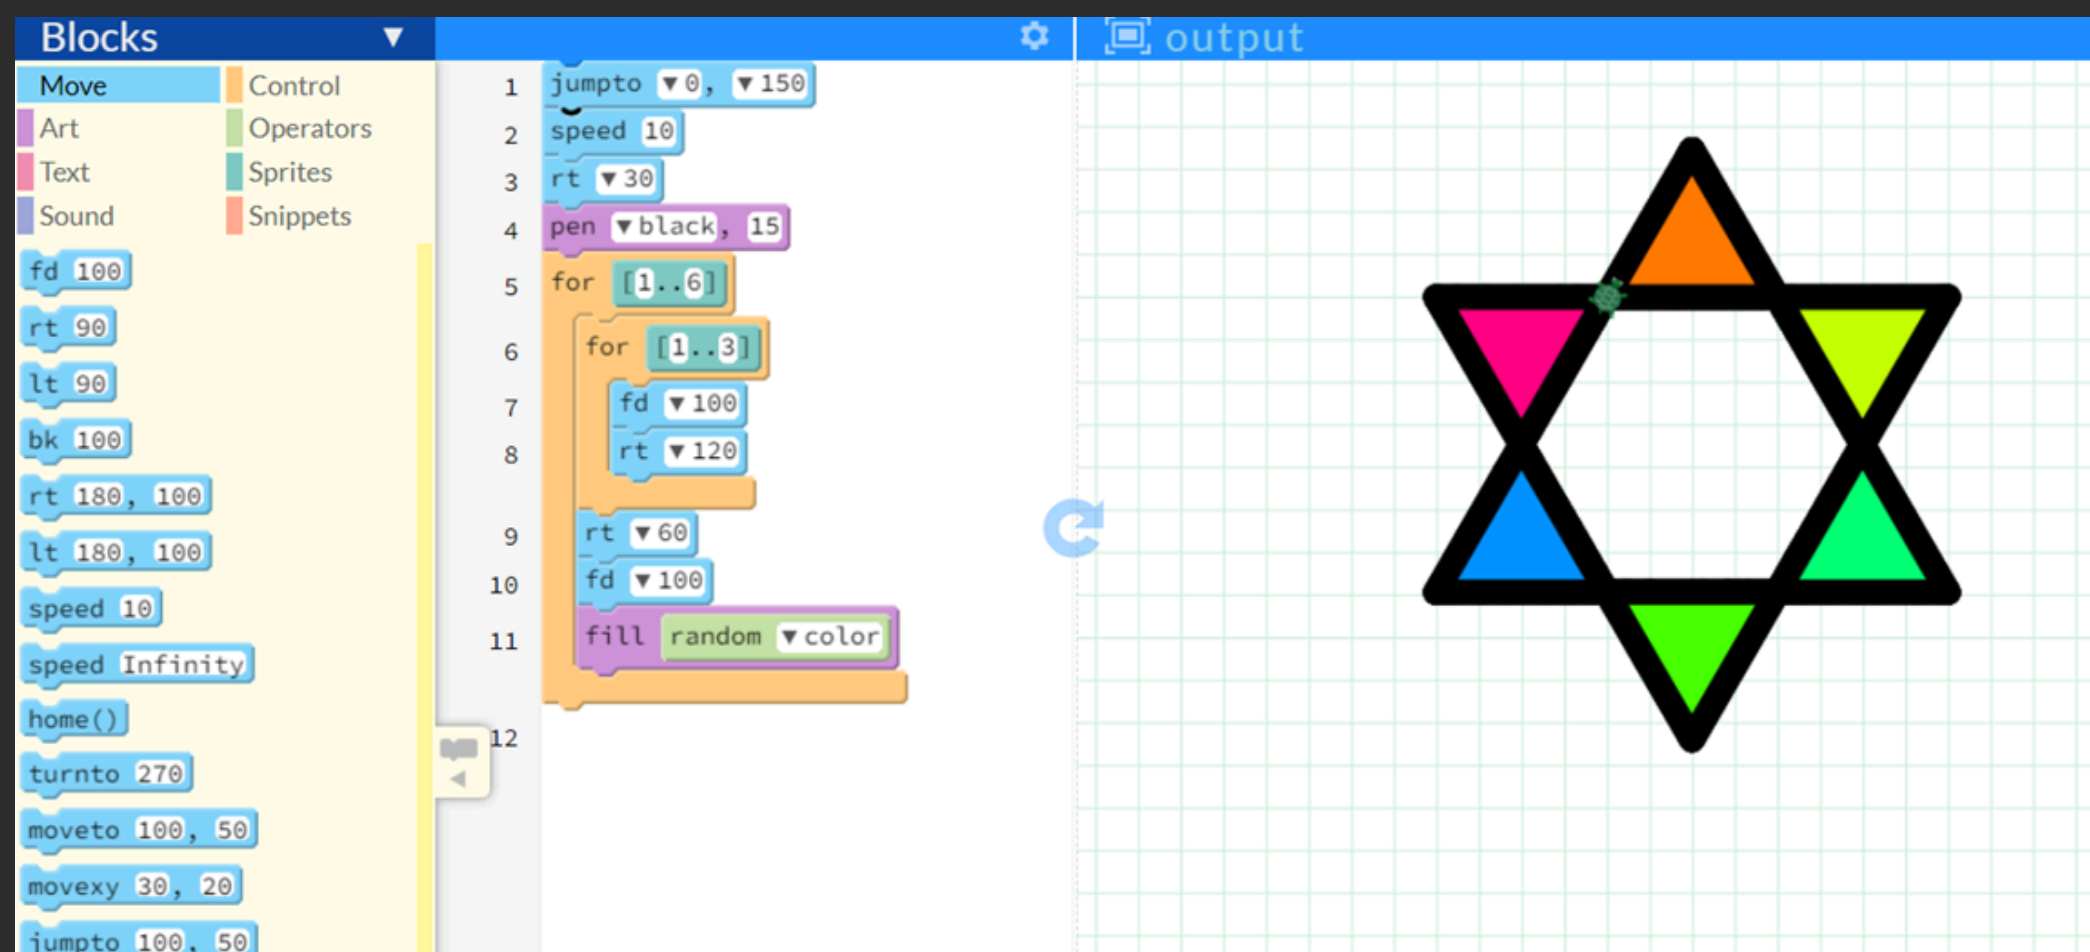 Blocks ▼
Move Control
Art Operators
Text Sprites
Sound Snippets
fd 100
rt 90
lt 90
bk 100
rt 180, 100
lt 180, 100
speed 10
speed Infinity
home()
turnto 270
moveto 100, 50
movexy 30, 20
jumpto 100, 50
1 jumpto ▼0, ▼150
2 speed 10
3 rt ▼30
4 pen ▼black, 15
5 for [1..6]
6 for [1..3]
7 fd ▼100
8 rt ▼120
9 rt ▼60
10 fd ▼100
11 fill random ▼color
12
output